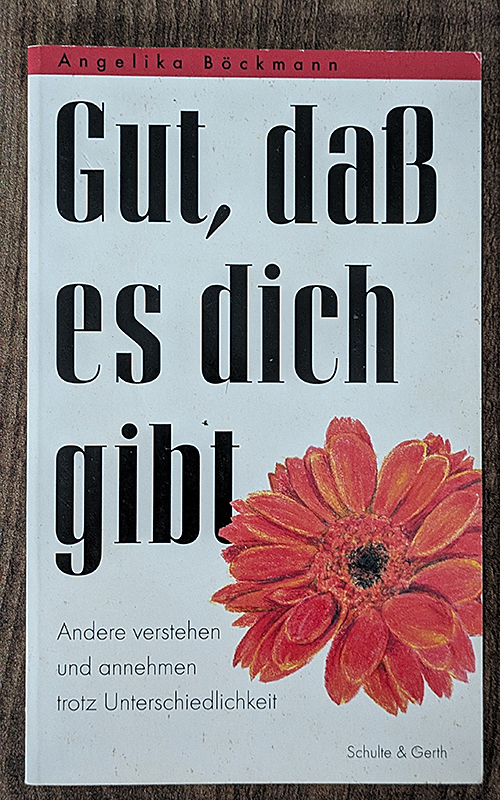 Angelika Böckmann
Gut, daß
es dich
gibt
Andere verstehen
und annehmen
trotz Unterschiedlichkeit
Schulte & Gerth